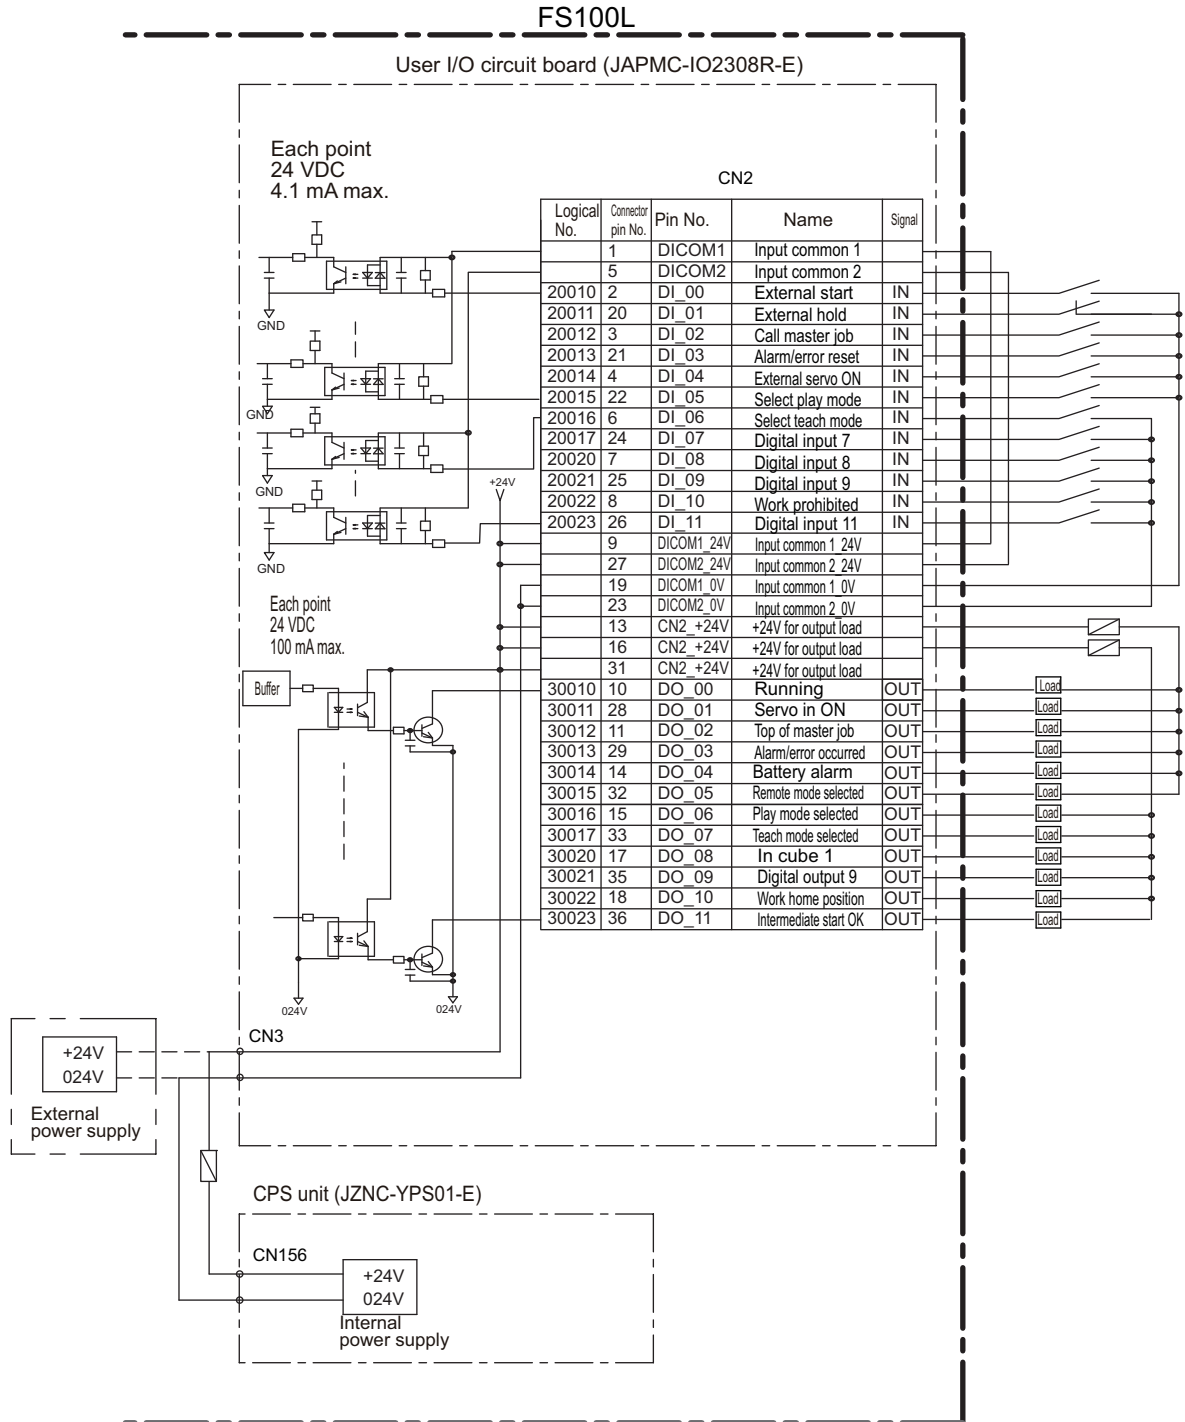 FS100L
User I/O circuit board (JAPMC-IO2308R-E)
Each point
24 VDC
4.1 mA max.
CN2
Logical No. Connector pin No. Pin No. Name Signal
1 DICOM1 Input common 1
5 DICOM2 Input common 2
20010 2 DI_00 External start IN
20011 20 DI_01 External hold IN
20012 3 DI_02 Call master job IN
20013 21 DI_03 Alarm/error reset IN
20014 4 DI_04 External servo ON IN
20015 22 DI_05 Select play mode IN
20016 6 DI_06 Select teach mode IN
20017 24 DI_07 Digital input 7 IN
20020 7 DI_08 Digital input 8 IN
20021 25 DI_09 Digital input 9 IN
20022 8 DI_10 Work prohibited IN
20023 26 DI_11 Digital input 11 IN
9 DICOM1_24V Input common 1_24V
27 DICOM2_24V Input common 2_24V
19 DICOM1_0V Input common 1_0V
23 DICOM2_0V Input common 2_0V
13 CN2_+24V +24V for output load
16 CN2_+24V +24V for output load
31 CN2_+24V +24V for output load
30010 10 DO_00 Running OUT
30011 28 DO_01 Servo in ON OUT
30012 11 DO_02 Top of master job OUT
30013 29 DO_03 Alarm/error occurred OUT
30014 14 DO_04 Battery alarm OUT
30015 32 DO_05 Remote mode selected OUT
30016 15 DO_06 Play mode selected OUT
30017 33 DO_07 Teach mode selected OUT
30020 17 DO_08 In cube 1 OUT
30021 35 DO_09 Digital output 9 OUT
30022 18 DO_10 Work home position OUT
30023 36 DO_11 Intermediate start OK OUT
GND
GND
GND
GND
+24V
Each point
24 VDC
100 mA max.
Buffer
Load
Load
Load
Load
Load
Load
Load
Load
Load
Load
Load
Load
024V
024V
CN3
+24V
024V
External
power supply
CPS unit (JZNC-YPS01-E)
CN156
+24V
024V
Internal
power supply